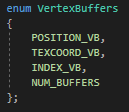 enum VertexBuffers
{
POSITION_VB,
TEXCOORD_VB,
INDEX_VB,
NUM_BUFFERS
};